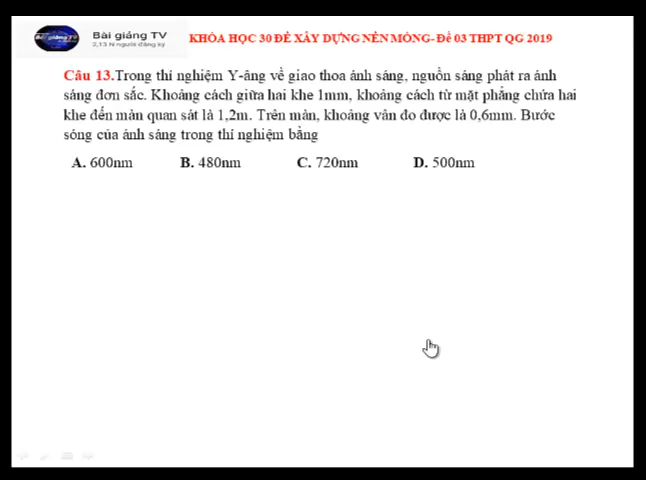 Bài giảng TV
2,13 N người đăng ký
KHÓA HỌC 30 ĐỀ XÂY DỰNG NỀN MÓNG- Đề 03 THPT QG 2019
Câu 13.Trong thí nghiệm Y-âng về giao thoa ánh sáng, nguồn sáng phát ra ánh
sáng đơn sắc. Khoảng cách giữa hai khe 1mm, khoảng cách từ mặt phẳng chứa hai
khe đến màn quan sát là 1,2m. Trên màn, khoảng vân đo được là 0,6mm. Bước
sóng của ánh sáng trong thí nghiệm bằng
A. 600nm B. 480nm C. 720nm D. 500nm